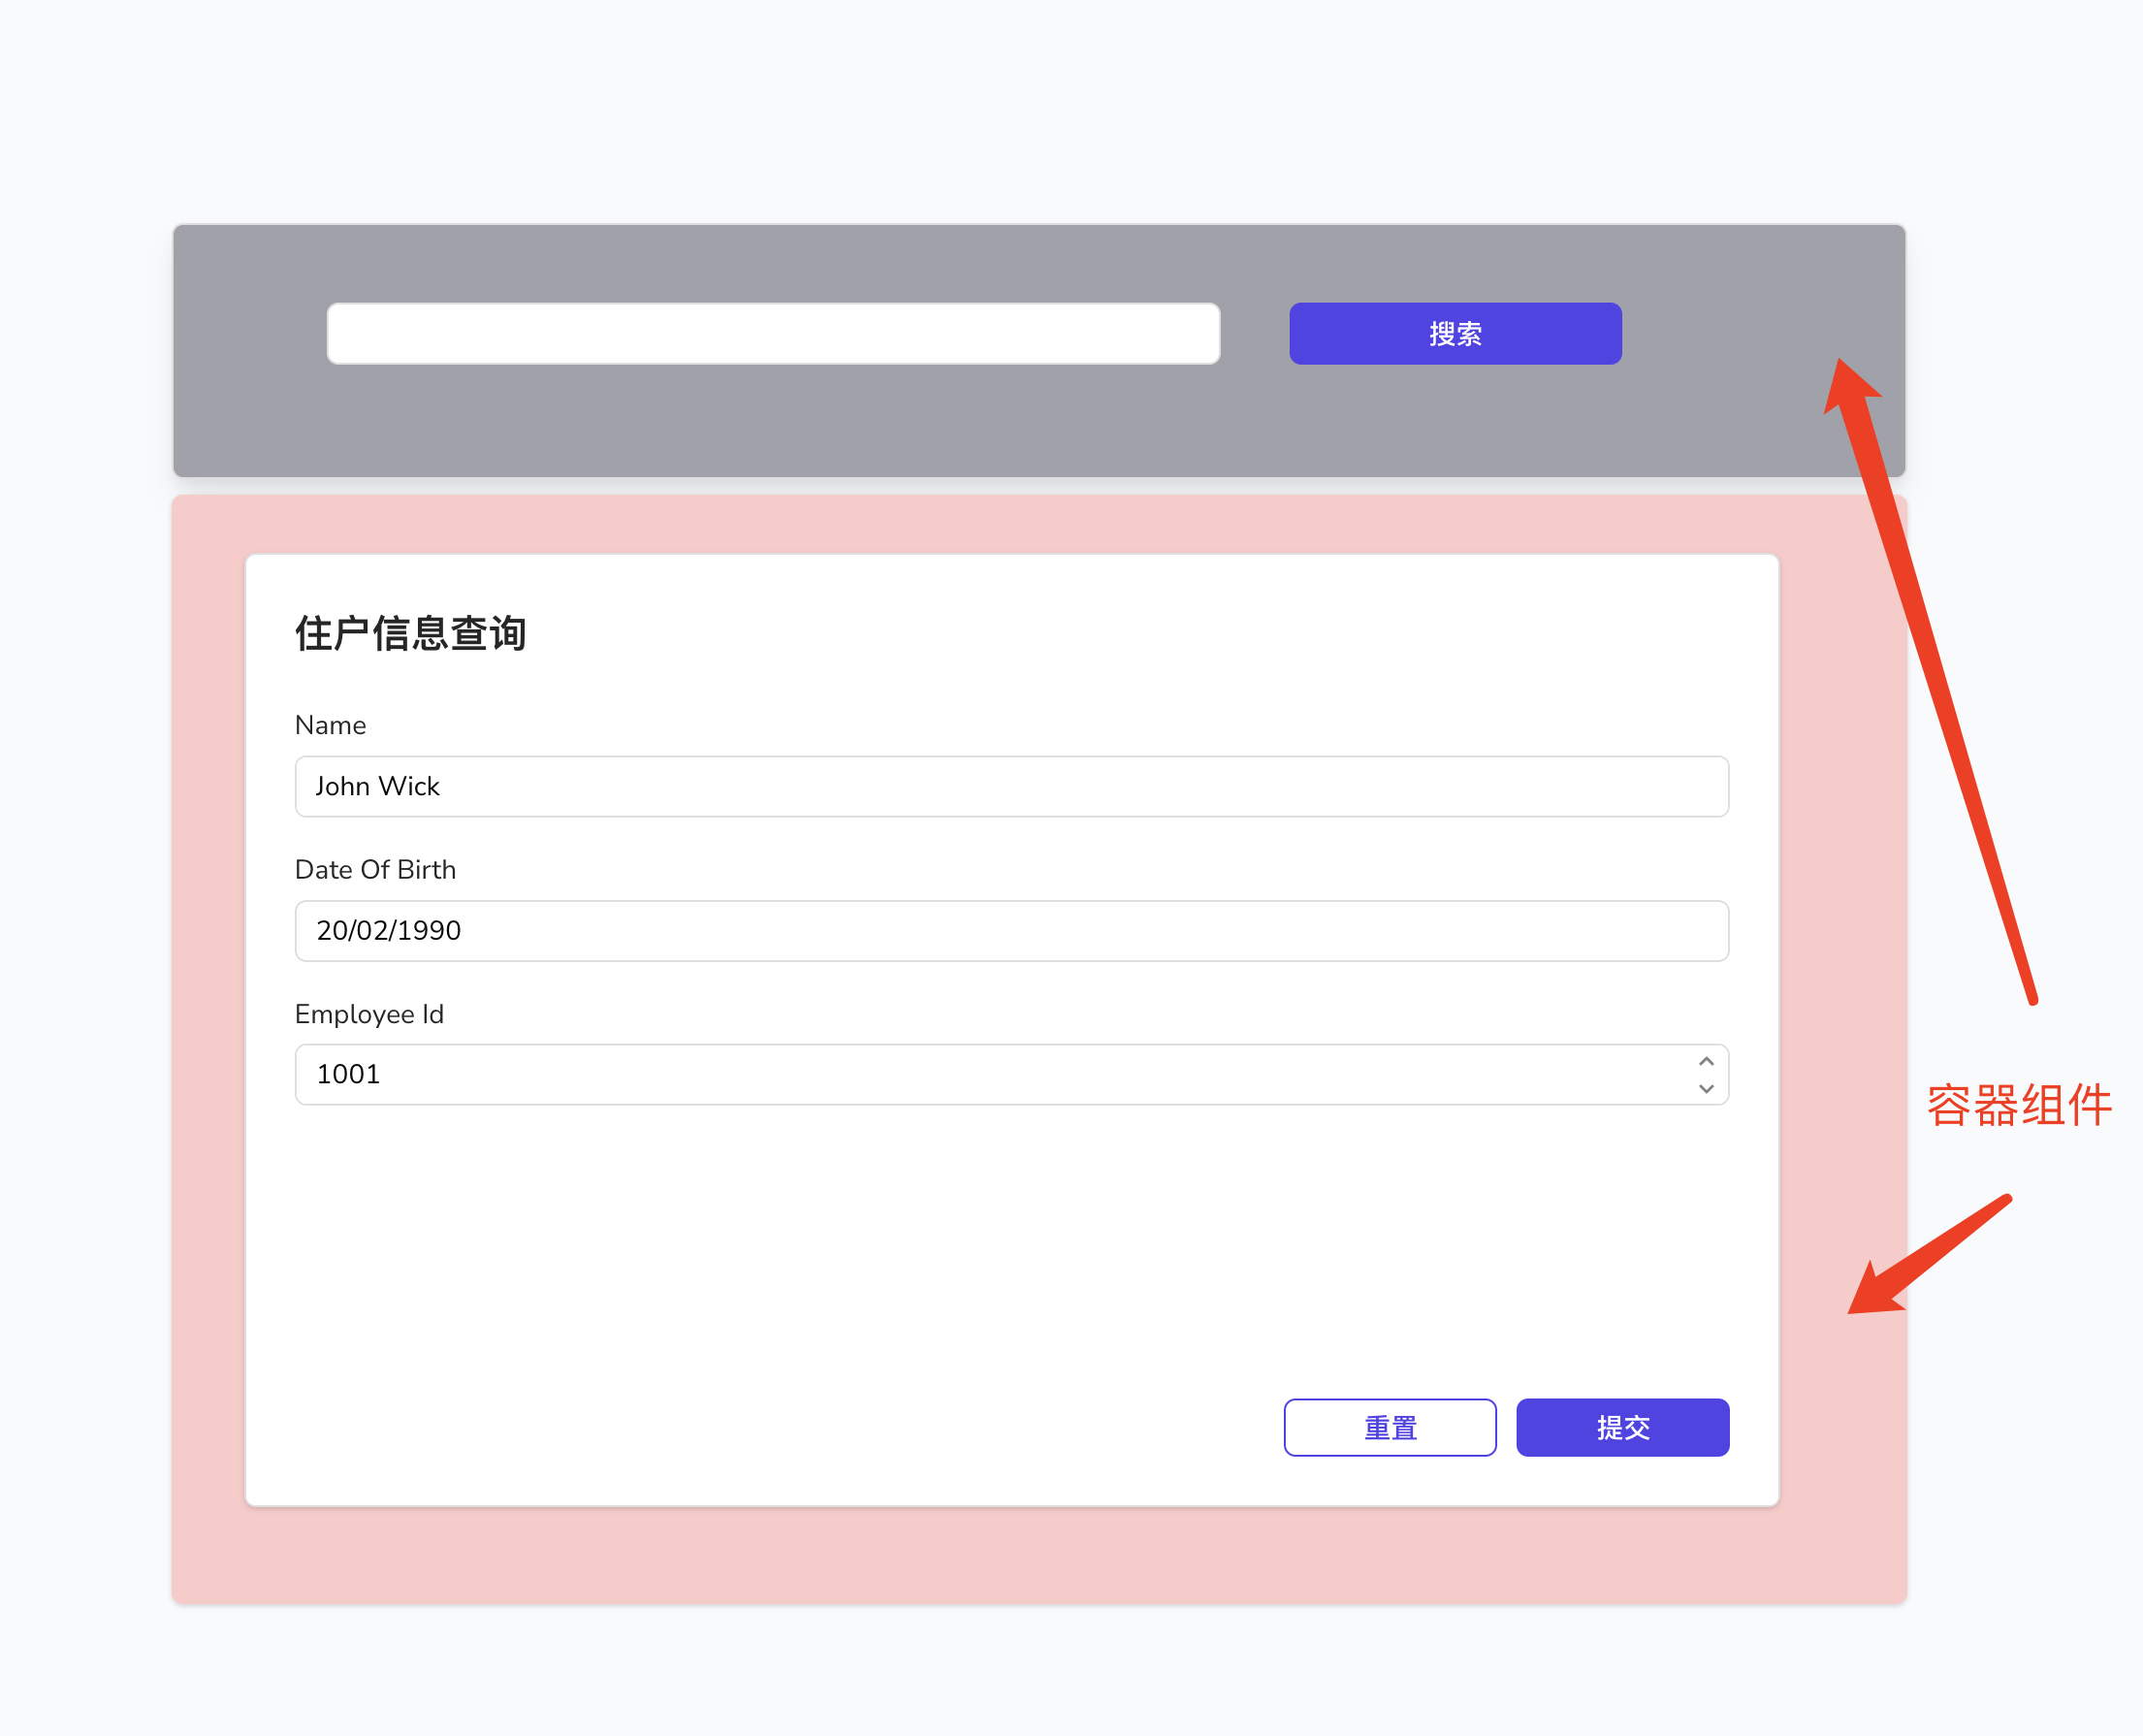 搜索
住户信息查询
Name
John Wick
Date Of Birth
20/02/1990
Employee Id
1001
容器组件
重置
提交